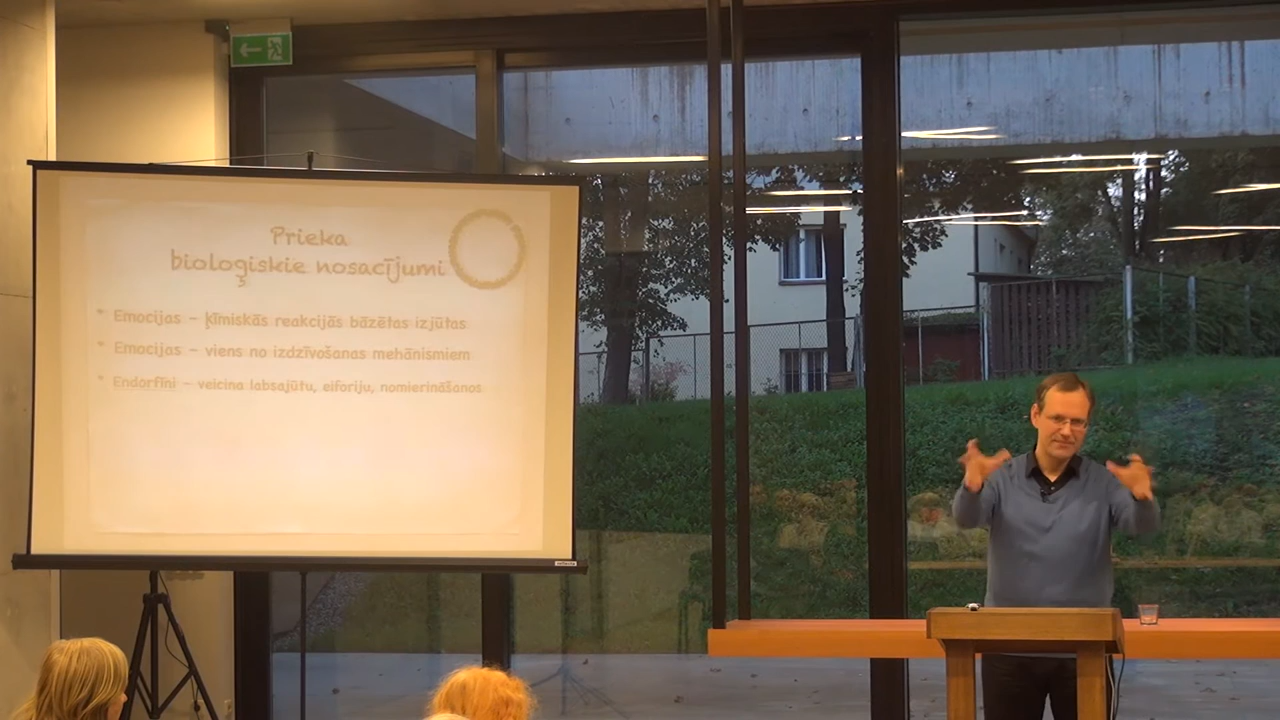 Prieka
bioloģiskie nosacījumi
Emocijas – ķīmiskās reakcijās bāzētas izjūtas
Emocijas – viens no izdzīvošanas mehānismiem
Endorfīni – veicina labsajūtu, eiforiju, nomierināšanos